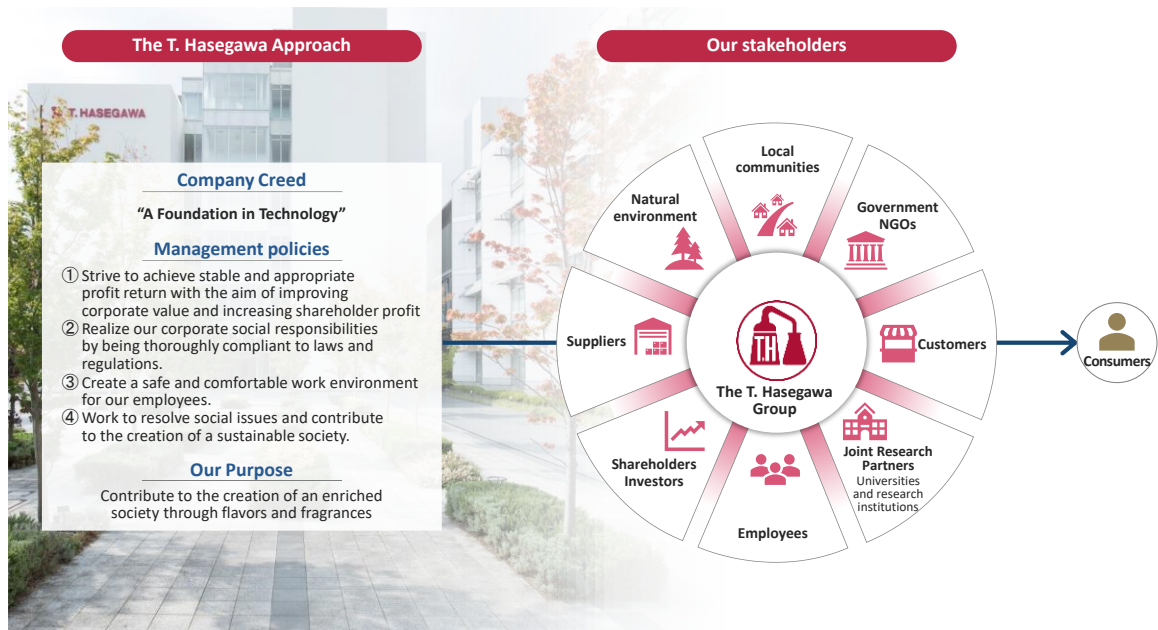 The T. Hasegawa Approach
T. HASEGAWA
Company Creed
“A Foundation in Technology”
Management policies
① Strive to achieve stable and appropriate
profit return with the aim of improving
corporate value and increasing shareholder profit
② Realize our corporate social responsibilities
by being thoroughly compliant to laws and
regulations.
③ Create a safe and comfortable work environment
for our employees.
④ Work to resolve social issues and contribute
to the creation of a sustainable society.
Our Purpose
Contribute to the creation of an enriched
society through flavors and fragrances
Our stakeholders
Local
communities
Government
NGOs
Customers
Joint Research
Partners
Universities
and research
institutions
Employees
Shareholders
Investors
Suppliers
Natural
environment
T.H
The T. Hasegawa
Group
Consumers